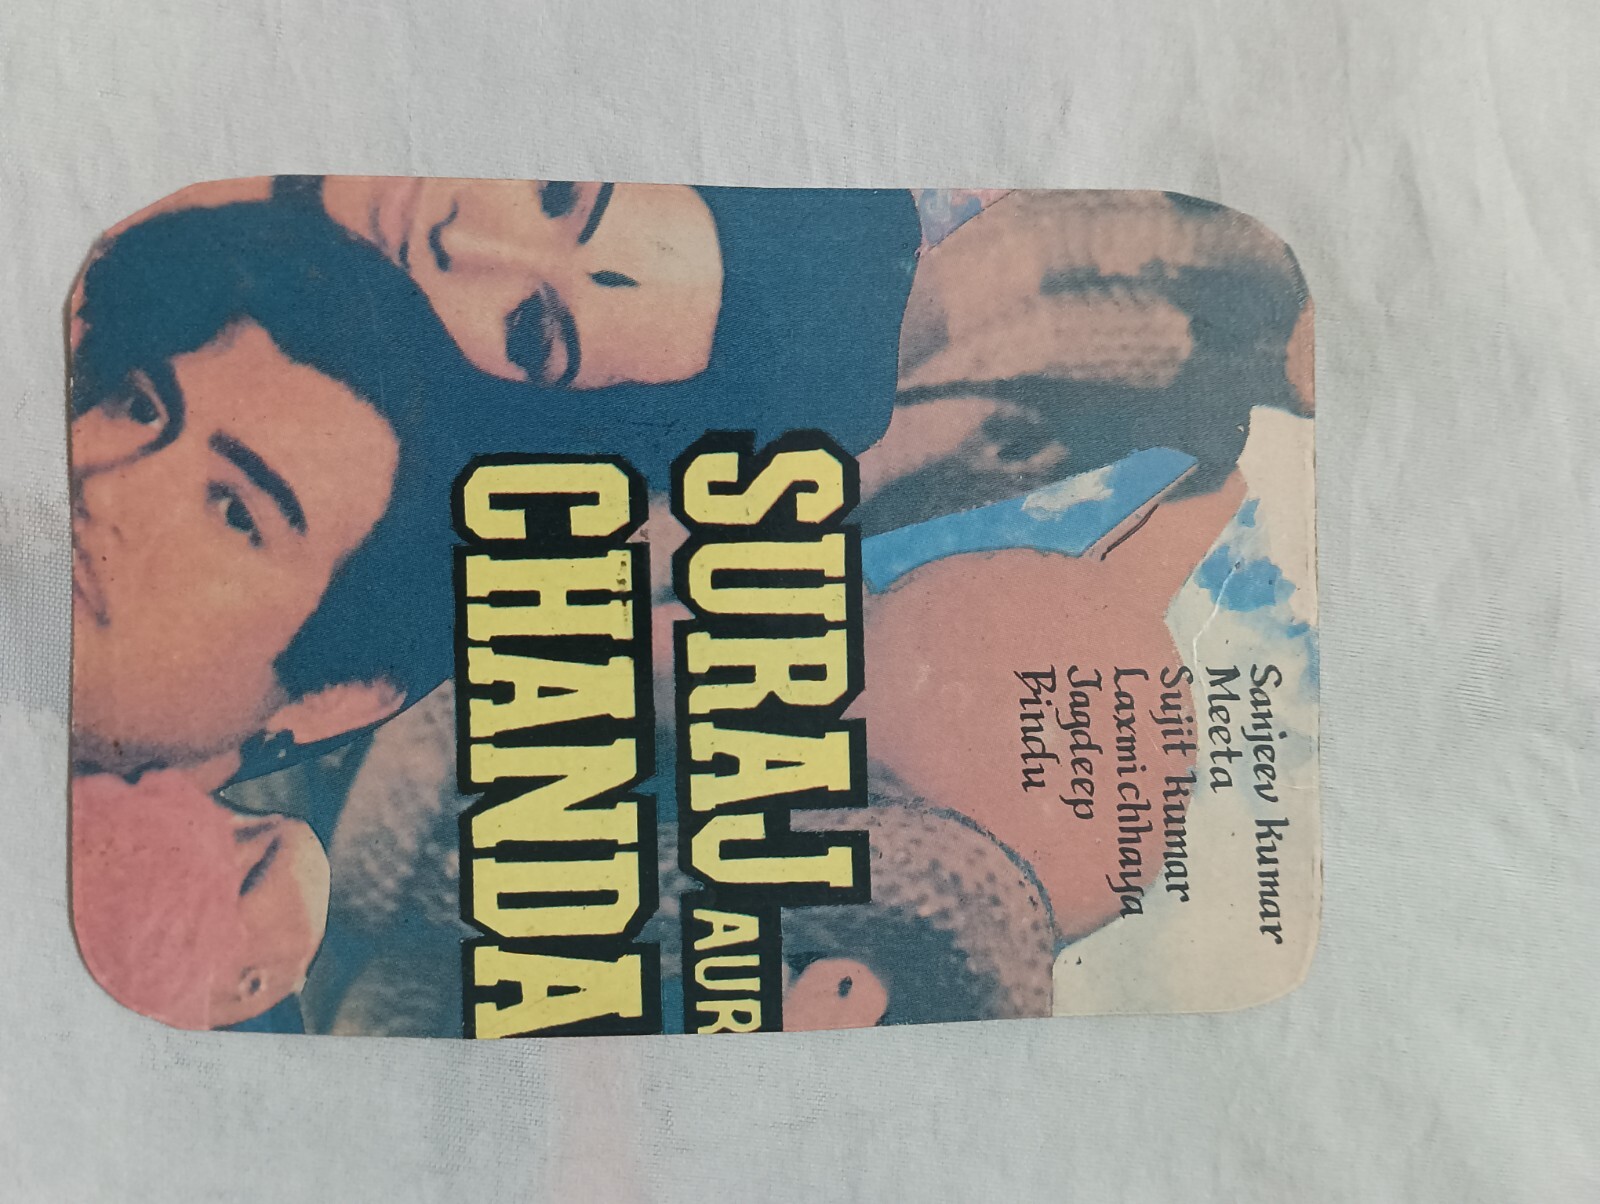 Sanjeev Kumar
Meeta
Sujit Kumar
Laxmichhaya
Jagdeep
Bindu
SURAJ AUR
CHANDA